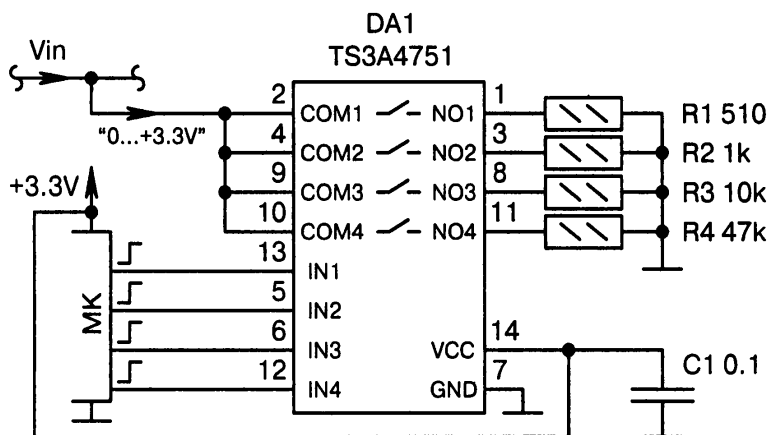 DA1
TS3A4751
Vin
"0...+3.3V"
+3.3V
MK
2 COM1 NO1 1 R1 510
4 COM2 NO2 3 R2 1k
9 COM3 NO3 8 R3 10k
10 COM4 NO4 11 R4 47k
13 IN1
5 IN2
6 IN3 VCC 14
12 IN4 GND 7
C1 0.1